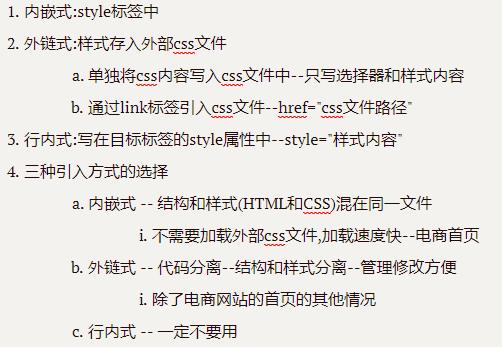 1. 内嵌式:style标签中
2. 外链式:样式存入外部css文件
a. 单独将css内容写入css文件中--只写选择器和样式内容
b. 通过link标签引入css文件--href="css文件路径"
3. 行内式:写在目标标签的style属性中--style="样式内容"
4. 三种引入方式的选择
a. 内嵌式 -- 结构和样式(HTML和CSS)混在同一文件
i. 不需要加载外部css文件,加载速度快--电商首页
b. 外链式 -- 代码分离--结构和样式分离--管理修改方便
i. 除了电商网站的首页的其他情况
c. 行内式 -- 一定不要用